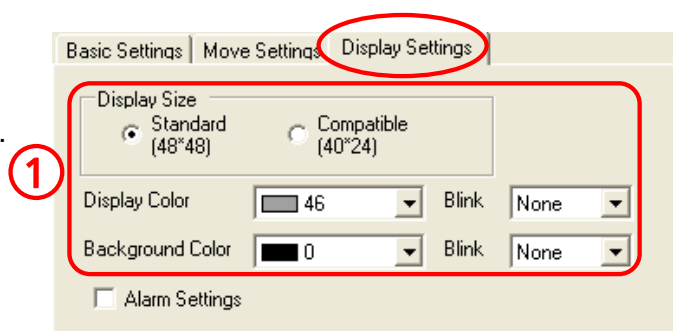 Basic Settings Move Settings Display Settings
Display Size
Standard Compatible
(48*48) (40*24)
.
1
Display Color 46 Blink None
Background Color 0 Blink None
Alarm Settings